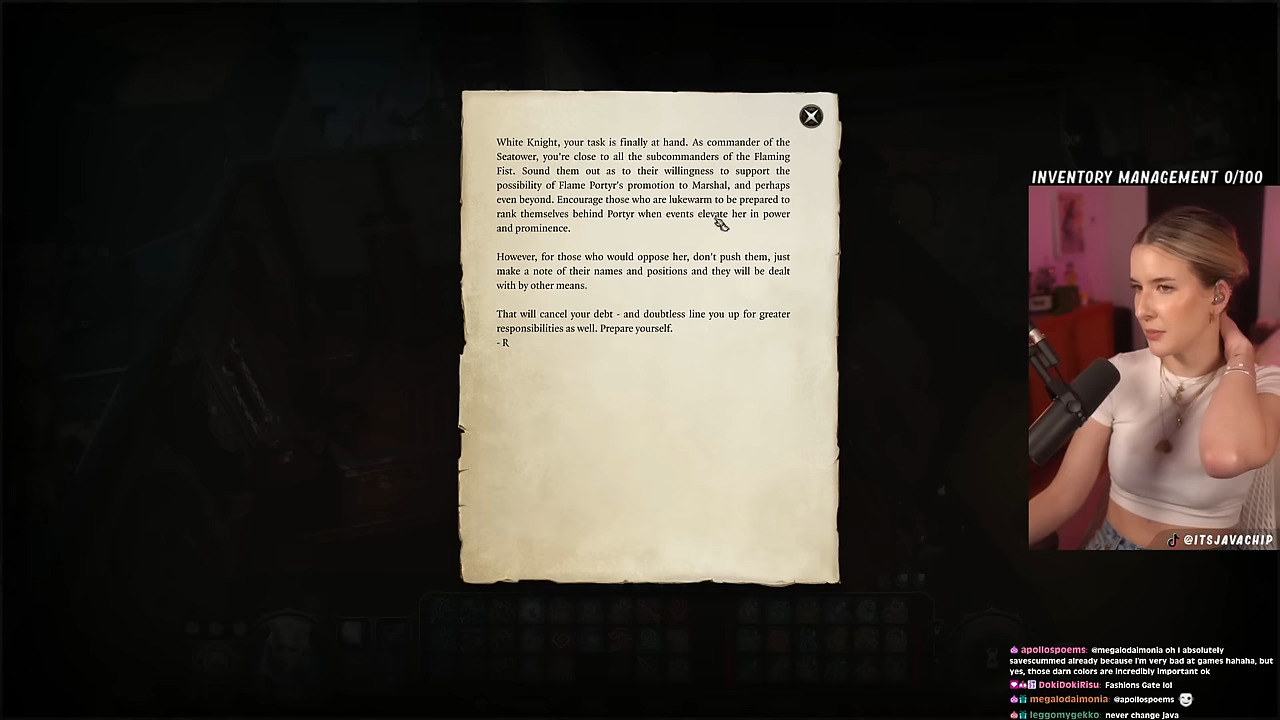 White Knight, your task is finally at hand. As commander of the
Seatower, you're close to all the subcommanders of the Flaming
Fist. Sound them out as to their willingness to support the
possibility of Flame Portyr's promotion to Marshal, and perhaps
even beyond. Encourage those who are lukewarm to be prepared to
rank themselves behind Portyr when events elevate her in power
and prominence.
However, for those who would oppose her, don't push them, just
make a note of their names and positions and they will be dealt
with by other means.
That will cancel your debt - and doubtless line you up for greater
responsibilities as well. Prepare yourself.
- R
INVENTORY MANAGEMENT 0/100
@ITSJAVACHIP
apollospoems: @megalodaimonia oh I absolutely
savescummed already because I'm very bad at games hahaha, but
yes, those darn colors are incredibly important ok
DokiDokiRisu: Fashions Gate lol
megalodaimonia: @apollospoems
leggomygekko: never change java